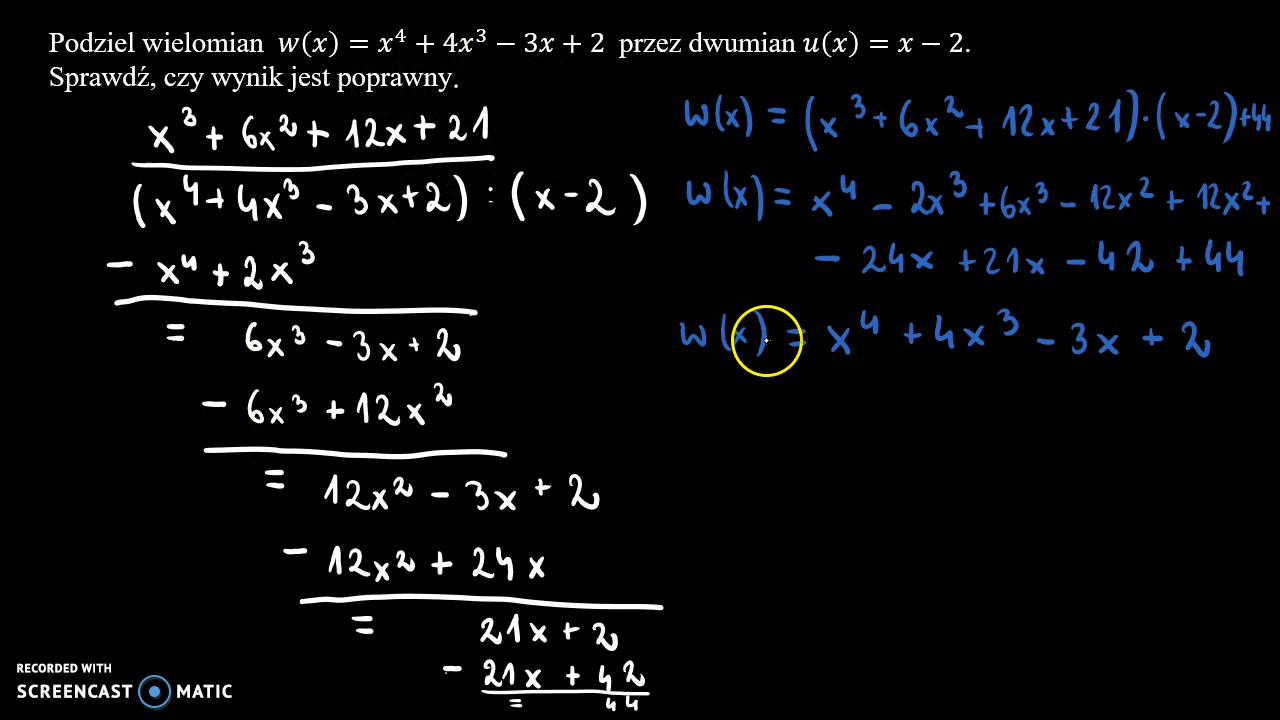 Podziel wielomian w(x) = x⁴ + 4x³ − 3x + 2 przez dwumian u(x) = x − 2.
Sprawdź, czy wynik jest poprawny.
x³ + 6x² + 12x + 21
(x⁴ + 4x³ − 3x + 2) : (x − 2)
− x⁴ + 2x³
= 6x³ − 3x + 2
− 6x³ + 12x²
= 12x² − 3x + 2
− 12x² + 24x
= 21x + 2
− 21x + 42
= 44
w(x) = (x³ + 6x² + 12x + 21) · (x − 2) + 44
w(x) = x⁴ − 2x³ + 6x³ − 12x² + 12x² +
− 24x + 21x − 42 + 44
w(x) = x⁴ + 4x³ − 3x + 2
RECORDED WITH
SCREENCAST MATIC